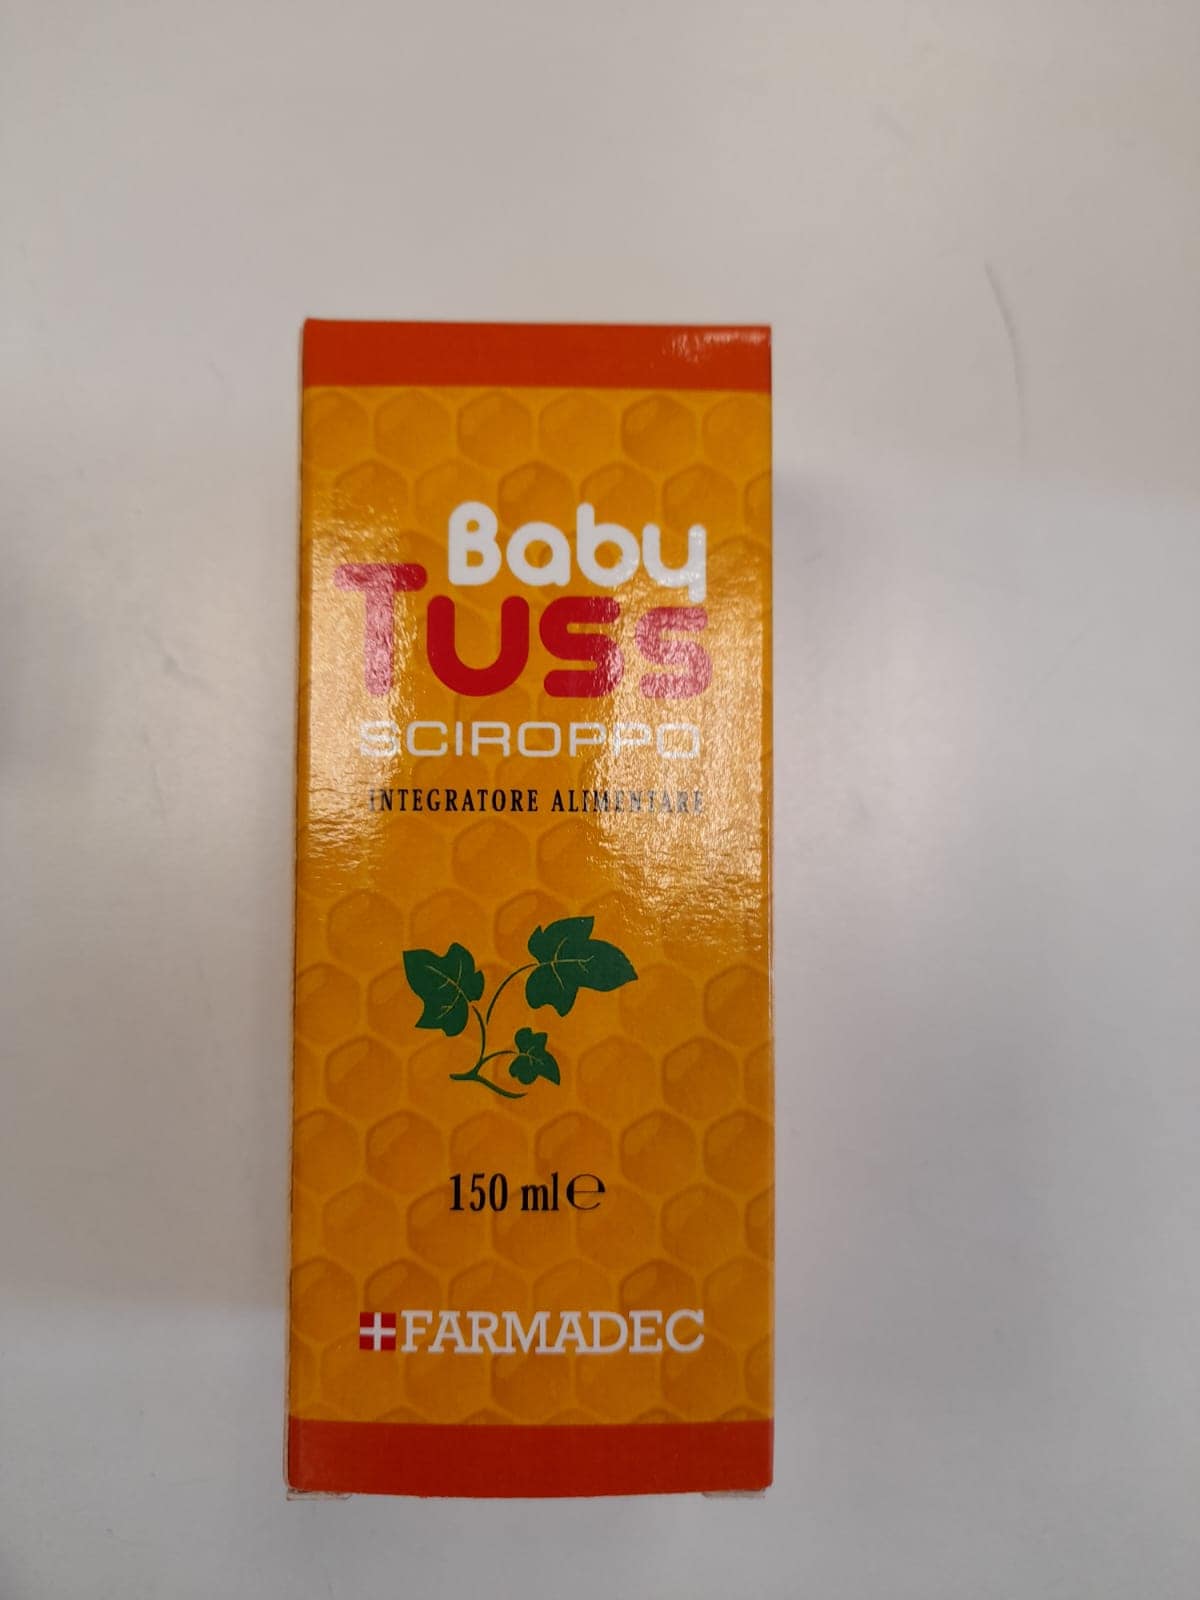 Baby
Tuss
SCIROPPO
INTEGRATORE ALIMENTARE
150 ml ℮
FARMADEC